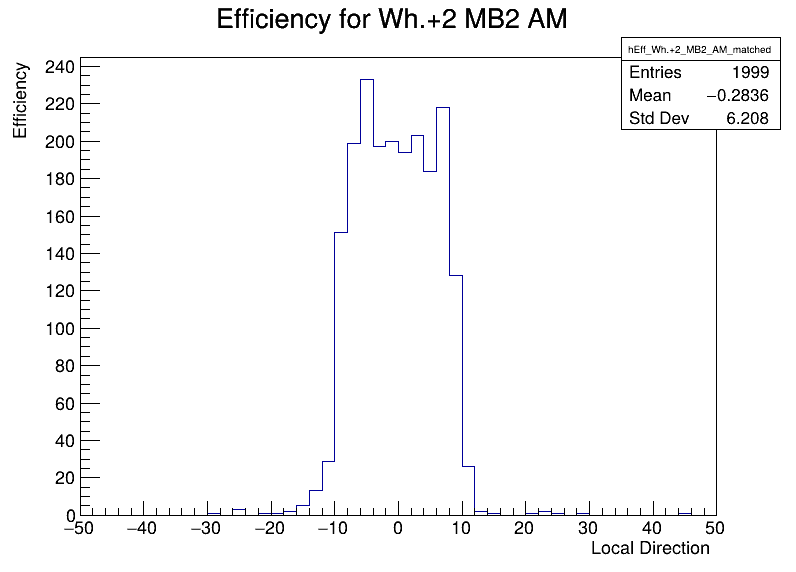 Efficiency for Wh.+2 MB2 AM
hEff_Wh.+2_MB2_AM_matched
Entries 1999
Mean −0.2836
Std Dev 6.208
Efficiency
240
220
200
180
160
140
120
100
80
60
40
20
0
−50 −40 −30 −20 −10 0 10 20 30 40 50
Local Direction